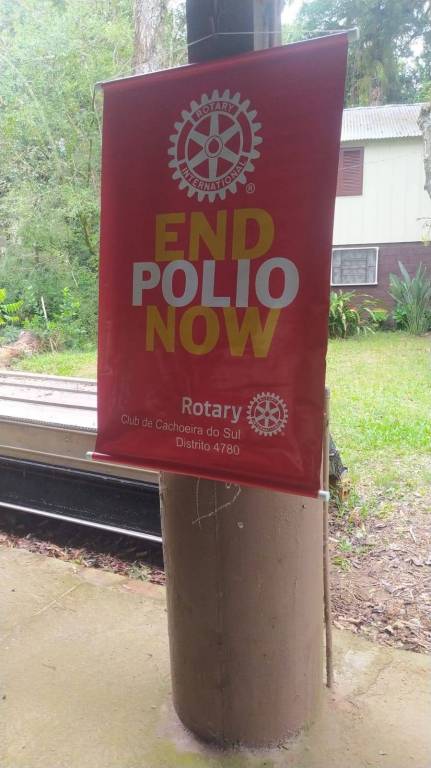 ROTARY
INTERNATIONAL
®
END
POLIO
NOW
Rotary
Club de Cachoeira do Sul
Distrito 4780